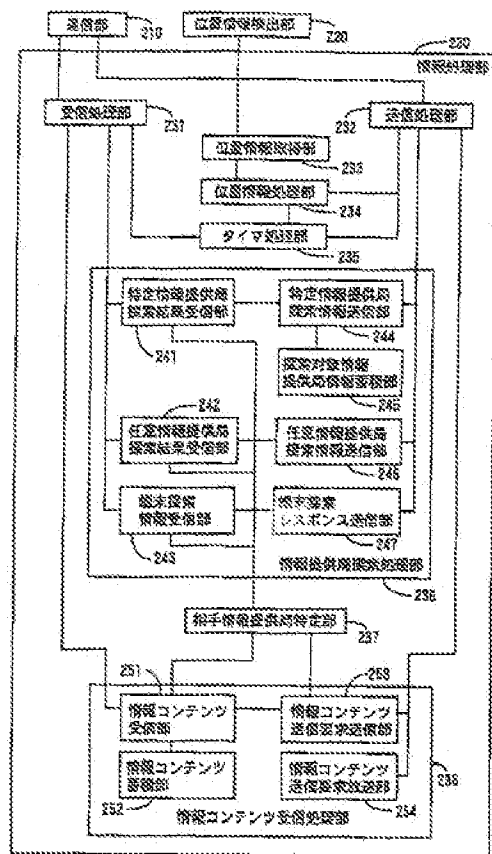 通信部
210
位置情報検出部
220
230
情報処理部
受信処理部
231
送信処理部
232
位置情報取得部
233
位置情報処理部
234
タイマ処理部
235
特定情報提供局
探索結果受信部
241
特定情報提供局
探索情報送信部
244
探索対象情報
提供局情報蓄積部
245
242
任意情報提供局
探索結果受信部
任意情報提供局
探索情報送信部
246
端末探索
情報受信部
243
端末探索
レスポンス送信部
247
情報提供局探索処理部
236
相手情報提供局特定部
237
251
情報コンテンツ
受信部
253
情報コンテンツ
送信要求送信部
情報コンテンツ
蓄積部
252
情報コンテンツ
送信要求放送部
254
238
情報コンテンツ受信処理部